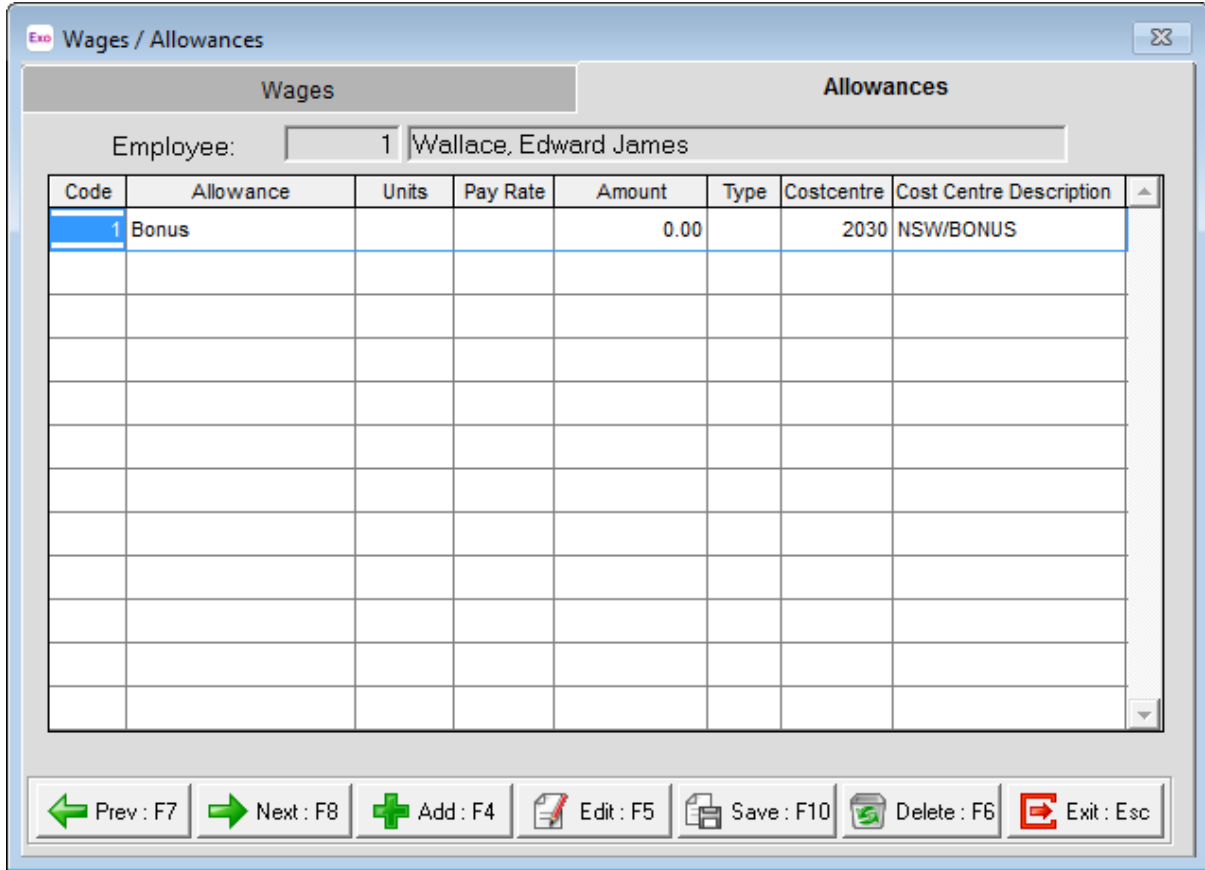 Exo Wages / Allowances
Wages Allowances
Employee: 1 Wallace, Edward James
Code Allowance Units Pay Rate Amount Type Costcentre Cost Centre Description
1 Bonus 0.00 2030 NSW/BONUS
Prev : F7 Next : F8 Add : F4 Edit : F5 Save : F10 Delete : F6 Exit : Esc